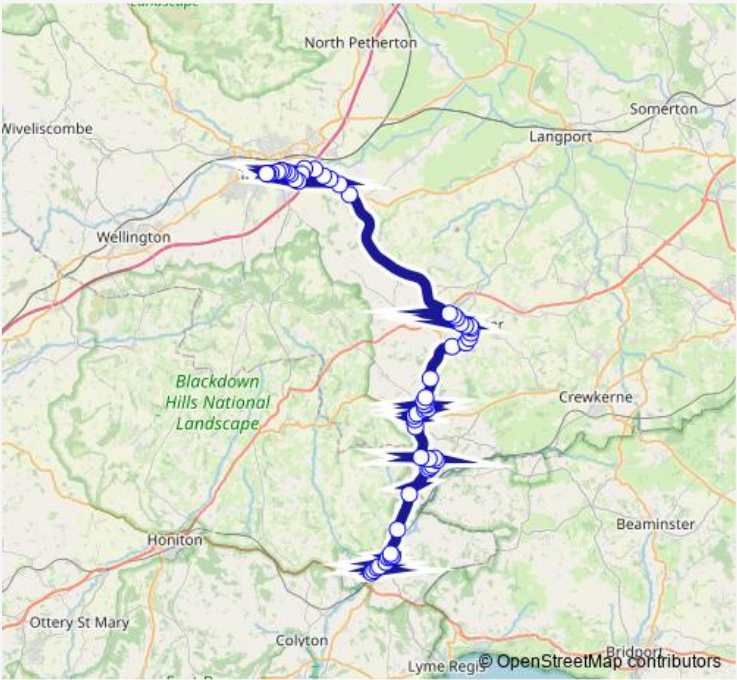 Landscape
North Petherton
Somerton
Wiveliscombe
Langport
Wellington
er
Blackdown
Hills National
Landscape
Crewkerne
Beaminster
Honiton
Ottery St Mary
Colyton
Bridport
Lyme Regis
© OpenStreetMap contributors